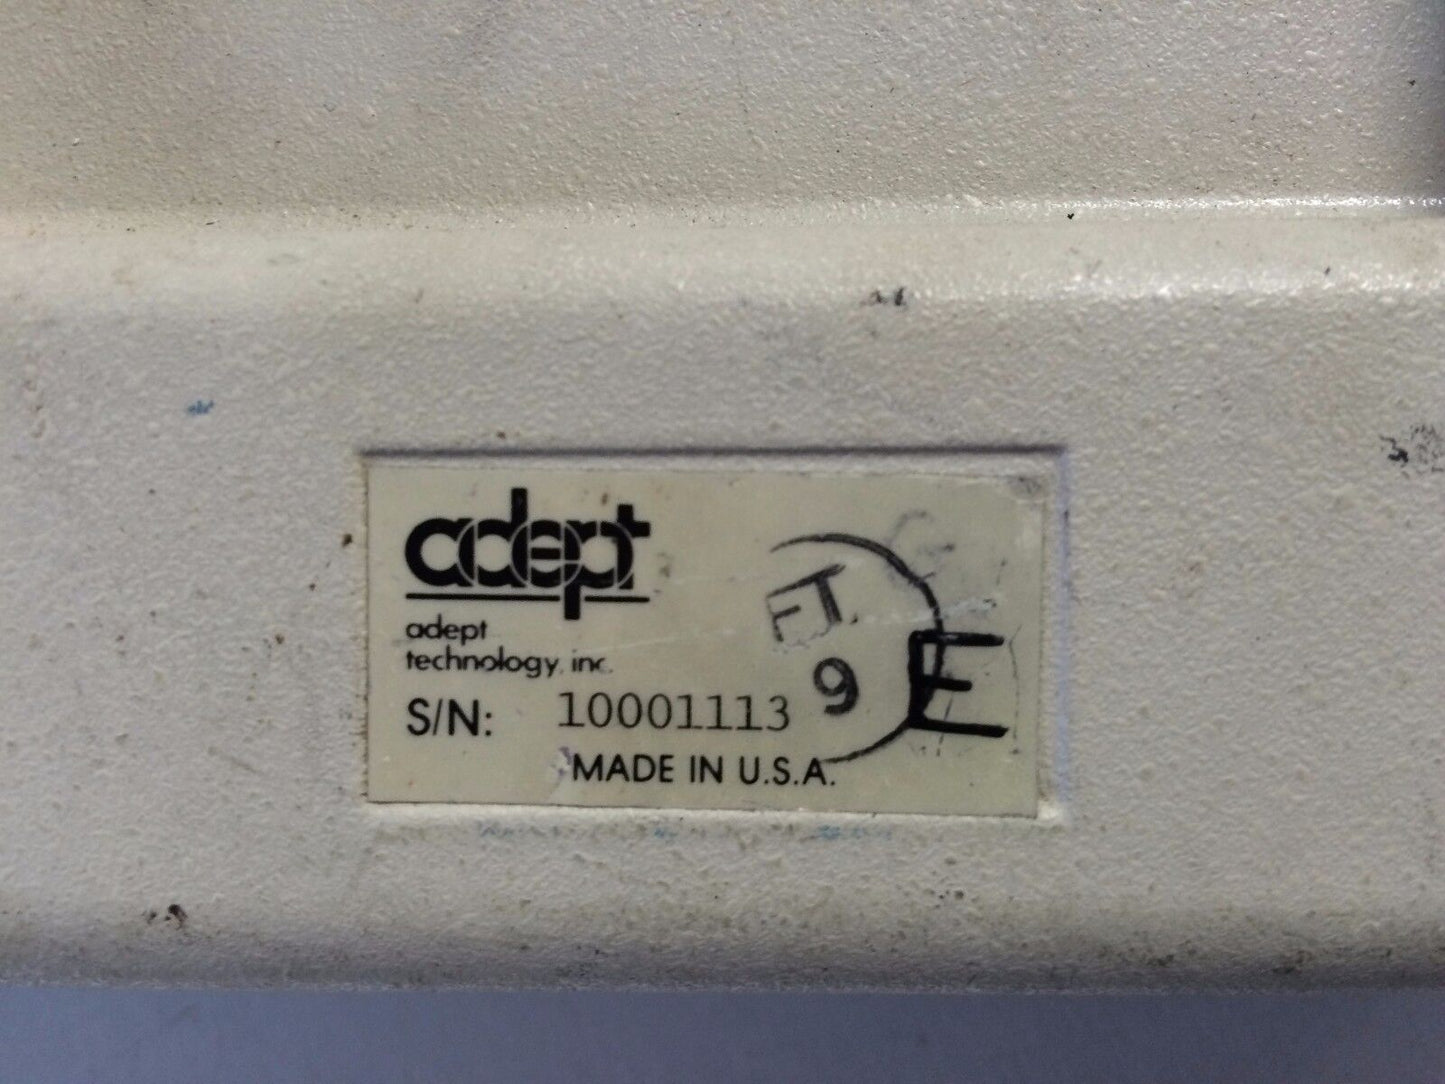 adept
adept
technology, inc.
S/N: 10001113
MADE IN U.S.A.
F.T.
9
E